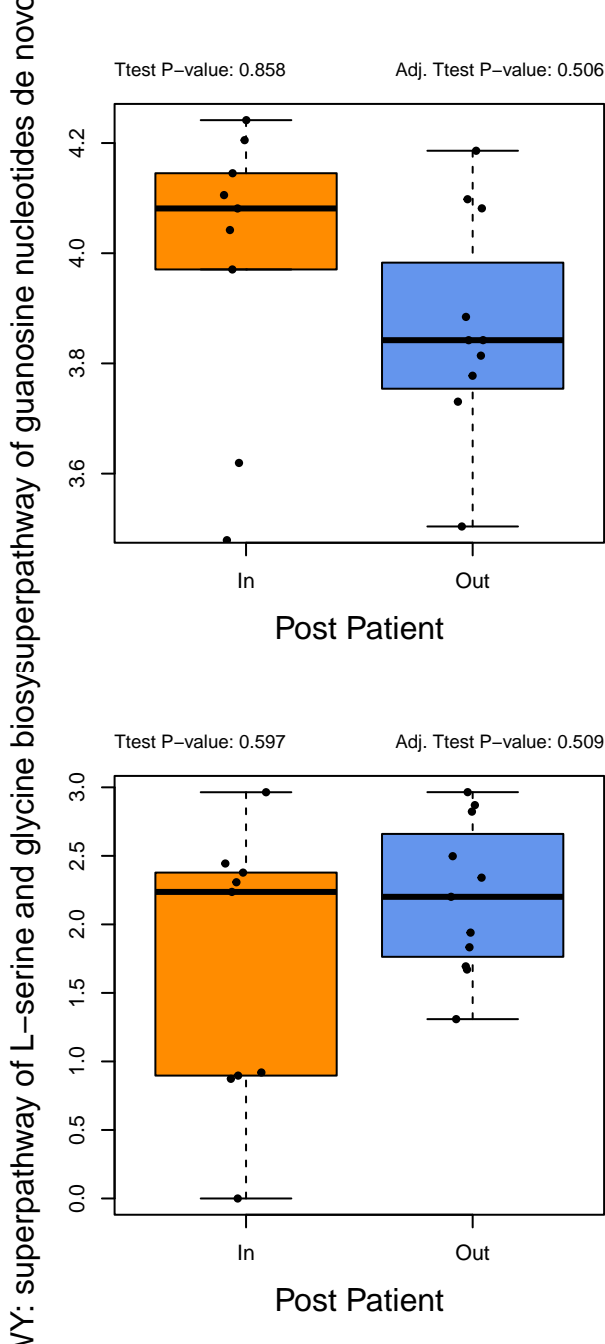 superpathway of guanosine nucleotides de novo
Ttest P−value: 0.858
Adj. Ttest P−value: 0.506
4.2
4.0
3.8
3.6
In
Out
Post Patient
superpathway of L−serine and glycine biosy
Ttest P−value: 0.597
Adj. Ttest P−value: 0.509
3.0
2.5
2.0
1.5
1.0
0.5
0.0
In
Out
Post Patient